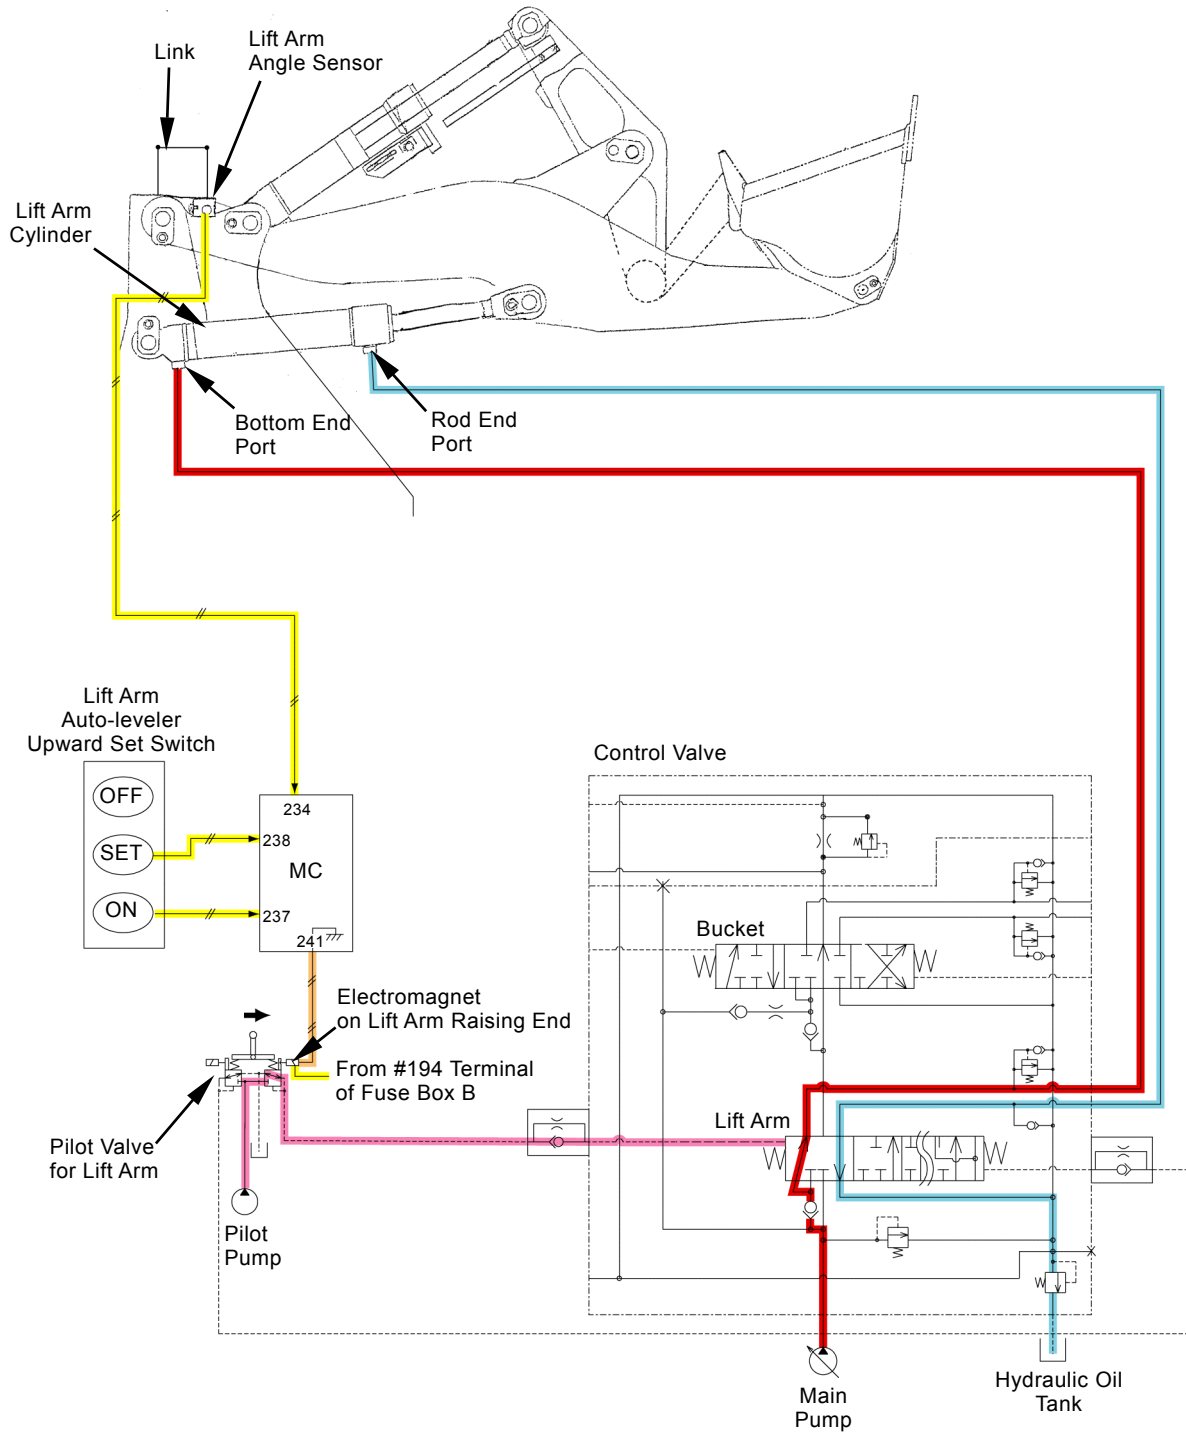 Link
Lift Arm
Angle Sensor
Lift Arm
Cylinder
Bottom End
Port
Rod End
Port
Lift Arm
Auto-leveler
Upward Set Switch
OFF
SET
ON
234
238
MC
237
241
Control Valve
Bucket
Electromagnet
on Lift Arm Raising End
From #194 Terminal
of Fuse Box B
Lift Arm
Pilot Valve
for Lift Arm
Pilot
Pump
Main
Pump
Hydraulic Oil
Tank